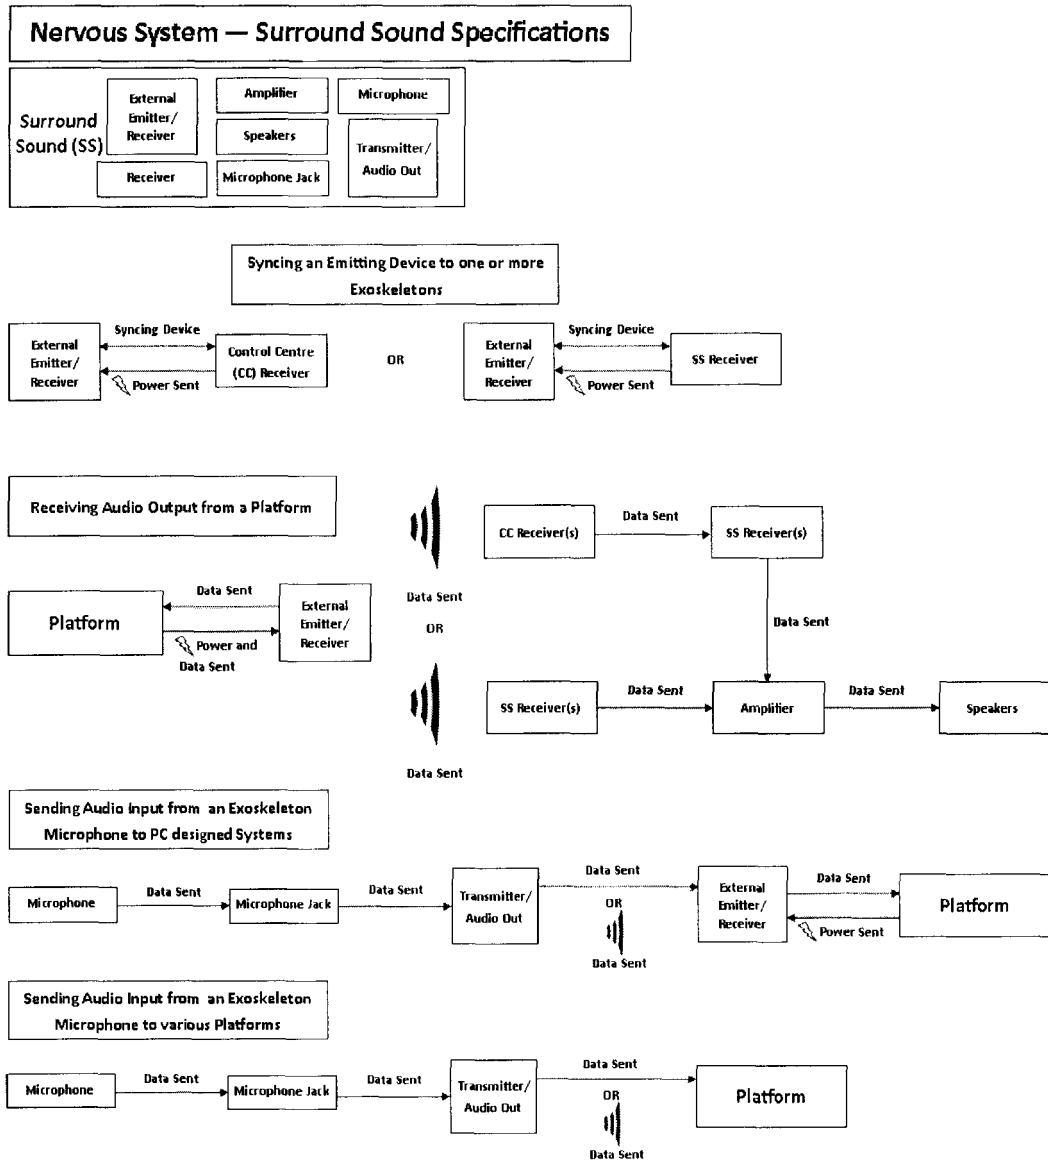 Nervous System — Surround Sound Specifications
Surround
Sound (SS)
External
Emitter/
Receiver
Amplifier
Microphone
Speakers
Transmitter/
Audio Out
Receiver
Microphone Jack
Syncing an Emitting Device to one or more
Exoskeletons
External
Emitter/
Receiver
Syncing Device
Power Sent
Control Centre
(CC) Receiver
OR
External
Emitter/
Receiver
Syncing Device
Power Sent
SS Receiver
Receiving Audio Output from a Platform
Platform
Data Sent
Power and
Data Sent
External
Emitter/
Receiver
Data Sent
OR
Data Sent
CC Receiver(s)
Data Sent
SS Receiver(s)
Data Sent
SS Receiver(s)
Data Sent
Amplifier
Data Sent
Speakers
Sending Audio Input from an Exoskeleton
Microphone to PC designed Systems
Microphone
Data Sent
Microphone Jack
Data Sent
Transmitter/
Audio Out
Data Sent
OR
Data Sent
External
Emitter/
Receiver
Data Sent
Power Sent
Platform
Sending Audio Input from an Exoskeleton
Microphone to various Platforms
Microphone
Data Sent
Microphone Jack
Data Sent
Transmitter/
Audio Out
Data Sent
OR
Data Sent
Platform